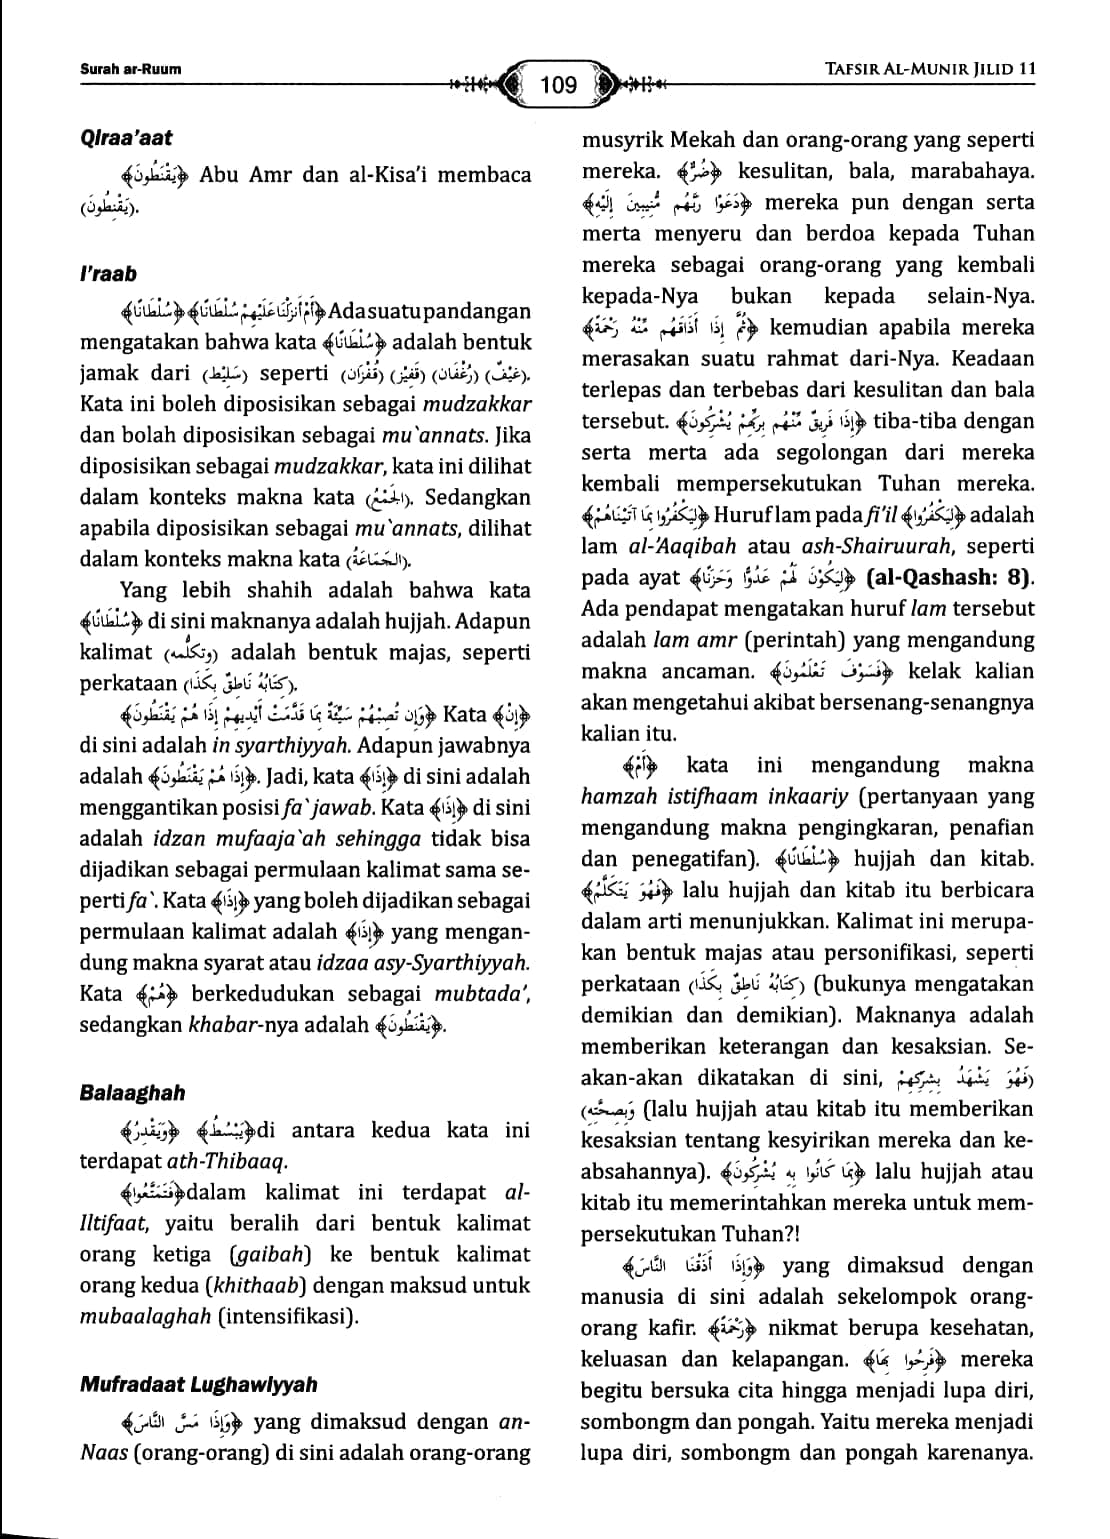 Surah ar-Ruum
109
TAFSIR AL-MUNIR JILID 11
Qiraa’aat
﴿يَقْنَطُونَ﴾ Abu Amr dan al-Kisa’i membaca
(يَقْنِطُونَ).
I’raab
﴿أَمْ أَنزَلْنَا عَلَيْهِمْ سُلْطَانًا﴾ ﴿سُلْطَانًا﴾ Ada suatu pandangan
mengatakan bahwa kata ﴿سُلْطَانًا﴾ adalah bentuk
jamak dari (سَلِيْط) seperti (قُفْزَان) (قَفِيْز) (رُغْفَان) (رَغِيْف).
Kata ini boleh diposisikan sebagai mudzakkar
dan bolah diposisikan sebagai mu`annats. Jika
diposisikan sebagai mudzakkar, kata ini dilihat
dalam konteks makna kata (الجَمْعُ). Sedangkan
apabila diposisikan sebagai mu`annats, dilihat
dalam konteks makna kata (الجَمَاعَةُ).
Yang lebih shahih adalah bahwa kata
﴿سُلْطَانًا﴾ di sini maknanya adalah hujjah. Adapun
kalimat (وتكلُّمه) adalah bentuk majas, seperti
perkataan (كِتَابُهُ نَاطِقٌ بِكَذَا).
﴿وَإِن تُصِبْهُمْ سَيِّئَةٌ بِمَا قَدَّمَتْ أَيْدِيهِمْ إِذَا هُمْ يَقْنَطُونَ﴾ Kata ﴿إِنْ﴾
di sini adalah in syarthiyyah. Adapun jawabnya
adalah ﴿إِذَا هُمْ يَقْنَطُونَ﴾. Jadi, kata ﴿إِذَا﴾ di sini adalah
menggantikan posisi fa`jawab. Kata ﴿إِذَا﴾ di sini
adalah idzan mufaaja`ah sehingga tidak bisa
dijadikan sebagai permulaan kalimat sama se-
perti fa`. Kata ﴿إِذَا﴾ yang boleh dijadikan sebagai
permulaan kalimat adalah ﴿إِذَا﴾ yang mengan-
dung makna syarat atau idzaa asy-Syarthiyyah.
Kata ﴿هُمْ﴾ berkedudukan sebagai mubtada’,
sedangkan khabar-nya adalah ﴿يَقْنَطُونَ﴾.
Balaaghah
﴿يَبْسُطُ﴾ ﴿وَيَقْدِرُ﴾ di antara kedua kata ini
terdapat ath-Thibaaq.
﴿فَتَمَتَّعُوا﴾ dalam kalimat ini terdapat al-
Iltifaat, yaitu beralih dari bentuk kalimat
orang ketiga (gaibah) ke bentuk kalimat
orang kedua (khithaab) dengan maksud untuk
mubaalaghah (intensifikasi).
Mufradaat Lughawiyyah
﴿وَإِذَا مَسَّ النَّاسَ﴾ yang dimaksud dengan an-
Naas (orang-orang) di sini adalah orang-orang
musyrik Mekah dan orang-orang yang seperti
mereka. ﴿ضُرٌّ﴾ kesulitan, bala, marabahaya.
﴿دَعَوْا رَبَّهُم مُّنِيبِينَ إِلَيْهِ﴾ mereka pun dengan serta
merta menyeru dan berdoa kepada Tuhan
mereka sebagai orang-orang yang kembali
kepada-Nya bukan kepada selain-Nya.
﴿ثُمَّ إِذَا أَذَاقَهُم مِّنْهُ رَحْمَةً﴾ kemudian apabila mereka
merasakan suatu rahmat dari-Nya. Keadaan
terlepas dan terbebas dari kesulitan dan bala
tersebut. ﴿إِذَا فَرِيقٌ مِّنْهُم بِرَبِّهِمْ يُشْرِكُونَ﴾ tiba-tiba dengan
serta merta ada segolongan dari mereka
kembali mempersekutukan Tuhan mereka.
﴿لِيَكْفُرُوا بِمَا آتَيْنَاهُمْ﴾ Huruf lam pada fi’il ﴿لِيَكْفُرُوا﴾ adalah
lam al-’Aaqibah atau ash-Shairuurah, seperti
pada ayat ﴿لِيَكُوْنَ لَهُمْ عَدُوًّا وَحَزَنًا﴾ (al-Qashash: 8).
Ada pendapat mengatakan huruf lam tersebut
adalah lam amr (perintah) yang mengandung
makna ancaman. ﴿فَسَوْفَ تَعْلَمُونَ﴾ kelak kalian
akan mengetahui akibat bersenang-senangnya
kalian itu.
﴿أَمْ﴾ kata ini mengandung makna
hamzah istifhaam inkaariy (pertanyaan yang
mengandung makna pengingkaran, penafian
dan penegatifan). ﴿سُلْطَانًا﴾ hujjah dan kitab.
﴿فَهُوَ يَتَكَلَّمُ﴾ lalu hujjah dan kitab itu berbicara
dalam arti menunjukkan. Kalimat ini merupa-
kan bentuk majas atau personifikasi, seperti
perkataan (كِتَابُهُ نَاطِقٌ بِكَذَا) (bukunya mengatakan
demikian dan demikian). Maknanya adalah
memberikan keterangan dan kesaksian. Se-
akan-akan dikatakan di sini, (فَهُوَ يَشْهَدُ بِشِرْكِهِمْ
وَبِصِحَّتِهِ) (lalu hujjah atau kitab itu memberikan
kesaksian tentang kesyirikan mereka dan ke-
absahannya). ﴿بِمَا كَانُوا بِهِ يُشْرِكُونَ﴾ lalu hujjah atau
kitab itu memerintahkan mereka untuk mem-
persekutukan Tuhan?!
﴿وَإِذَا أَذَقْنَا النَّاسَ﴾ yang dimaksud dengan
manusia di sini adalah sekelompok orang-
orang kafir. ﴿رَحْمَةً﴾ nikmat berupa kesehatan,
keluasan dan kelapangan. ﴿فَرِحُوا بِهَا﴾ mereka
begitu bersuka cita hingga menjadi lupa diri,
sombongm dan pongah. Yaitu mereka menjadi
lupa diri, sombongm dan pongah karenanya.